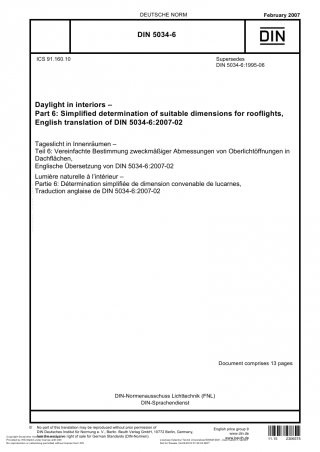 DEUTSCHE NORM
February 2007
DIN 5034-6
DIN
ICS 91.160.10
Supersedes
DIN 5034-6:1995-06
Daylight in interiors –
Part 6: Simplified determination of suitable dimensions for rooflights,
English translation of DIN 5034-6:2007-02
Tageslicht in Innenräumen –
Teil 6: Vereinfachte Bestimmung zweckmäßiger Abmessungen von Oberlichtöffnungen in
Dachflächen,
Englische Übersetzung von DIN 5034-6:2007-02
Lumière naturelle à l'intérieur –
Partie 6: Détermination simplifiée de dimension convenable de lucarnes,
Traduction anglaise de DIN 5034-6:2007-02
Document comprises 13 pages
DIN-Normenausschuss Lichttechnik (FNL)
DIN-Sprachendienst
No part of this translation may be reproduced without prior permission of
DIN Deutsches Institut für Normung e. V., Berlin. Beuth Verlag GmbH, 10772 Berlin, Germany,
has the exclusive right of sale for German Standards (DIN-Normen).
English price group 9
www.din.de
www.beuth.de